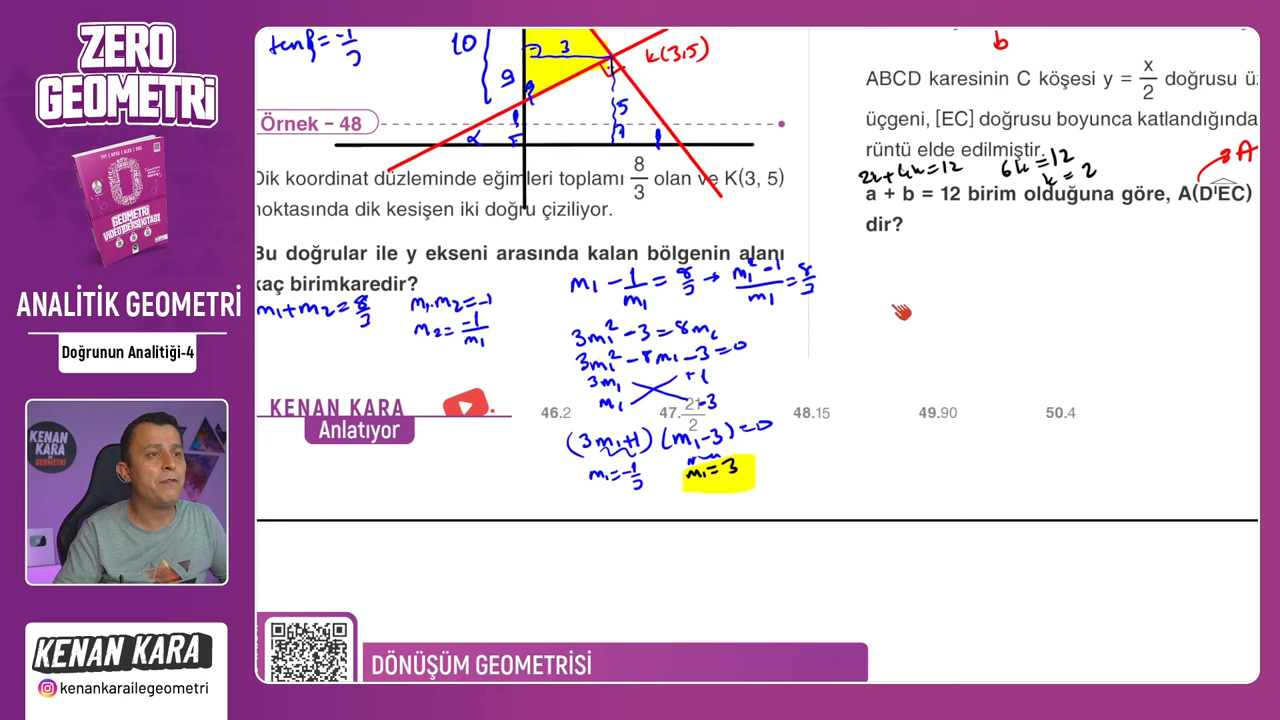 ZERO
GEOMETRİ
ANALİTİK GEOMETRİ
Doğrunun Analitiği-4
KENAN KARA
kenankarailegeometri
10
3
9
k(3,5)
5
α
1
Örnek – 48
Dik koordinat düzleminde eğimleri toplamı 8/3 olan ve K(3, 5)
noktasında dik kesişen iki doğru çiziliyor.
Bu doğrular ile y ekseni arasında kalan bölgenin alanı
kaç birimkaredir?
m₁+m₂=8/3
m₁.m₂=-1
m₂=-1/m₁
m₁ - 1/m₁ = 8/3 → m₁²-1/m₁ = 8/3
3m₁² - 3 = 8m₁
3m₁² - 8m₁ - 3 = 0
3m₁ +1
m₁ -3
(3m₁+1) (m₁-3) = 0
m₁=-1/3 m₁=3
KENAN KARA
Anlatıyor
46.2 47. 21/2 48.15 49.90 50.4
b
ABCD karesinin C köşesi y = x/2 doğrusu
üçgeni, [EC] doğrusu boyunca katlandığında
rüntü elde edilmiştir.
2k+4k=12 6k=12
k=2
a + b = 12 birim olduğuna göre, A(D'EC)
dir?
DÖNÜŞÜM GEOMETRİSİ